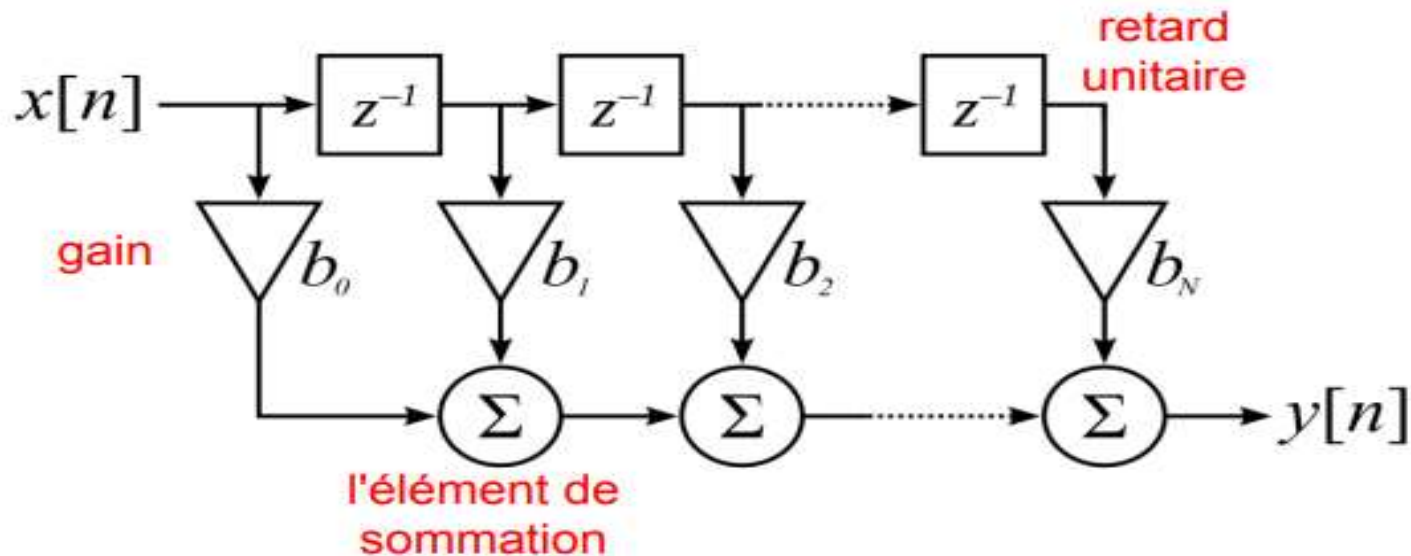 retard
unitaire
x[n] z⁻¹ z⁻¹ z⁻¹
gain b₀ b₁ b₂ b_N
Σ Σ Σ y[n]
l'élément de
sommation